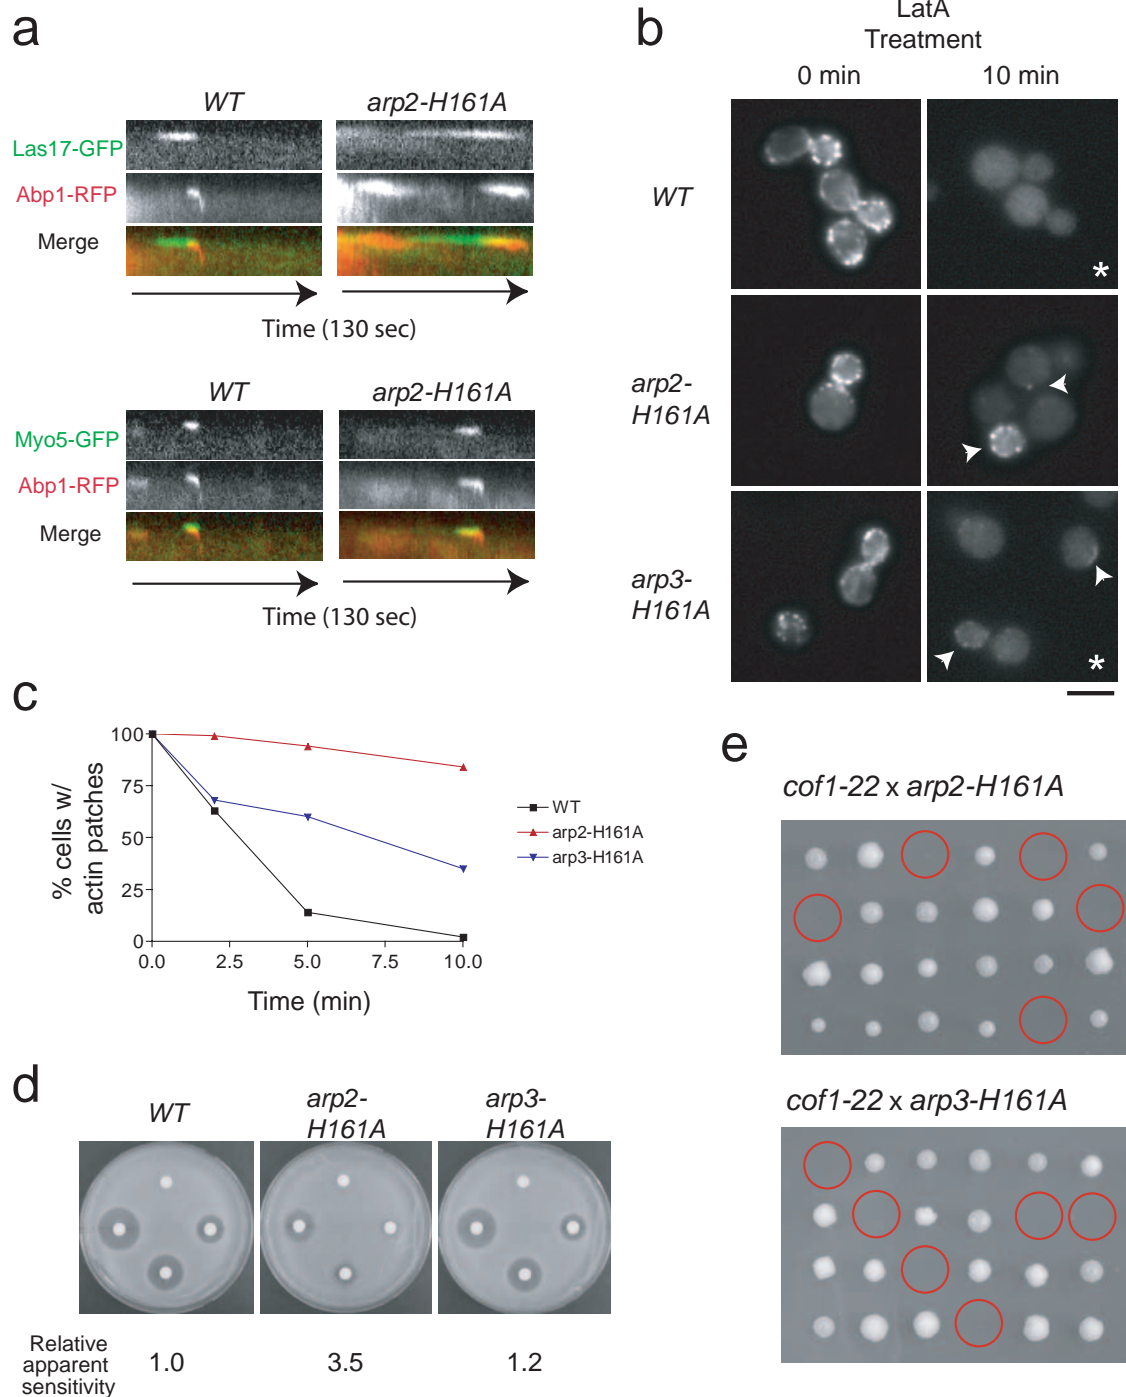 a
WT
arp2-H161A
Las17-GFP
Abp1-RFP
Merge
Time (130 sec)
WT
arp2-H161A
Myo5-GFP
Abp1-RFP
Merge
Time (130 sec)
b
LatA
Treatment
0 min
10 min
WT
*
arp2-
H161A
arp3-
H161A
*
c
% cells w/
actin patches
100
75
50
25
0
0.0
2.5
5.0
7.5
10.0
Time (min)
WT
arp2-H161A
arp3-H161A
d
WT
arp2-
H161A
arp3-
H161A
Relative
apparent
sensitivity
1.0
3.5
1.2
e
cof1-22 x arp2-H161A
cof1-22 x arp3-H161A